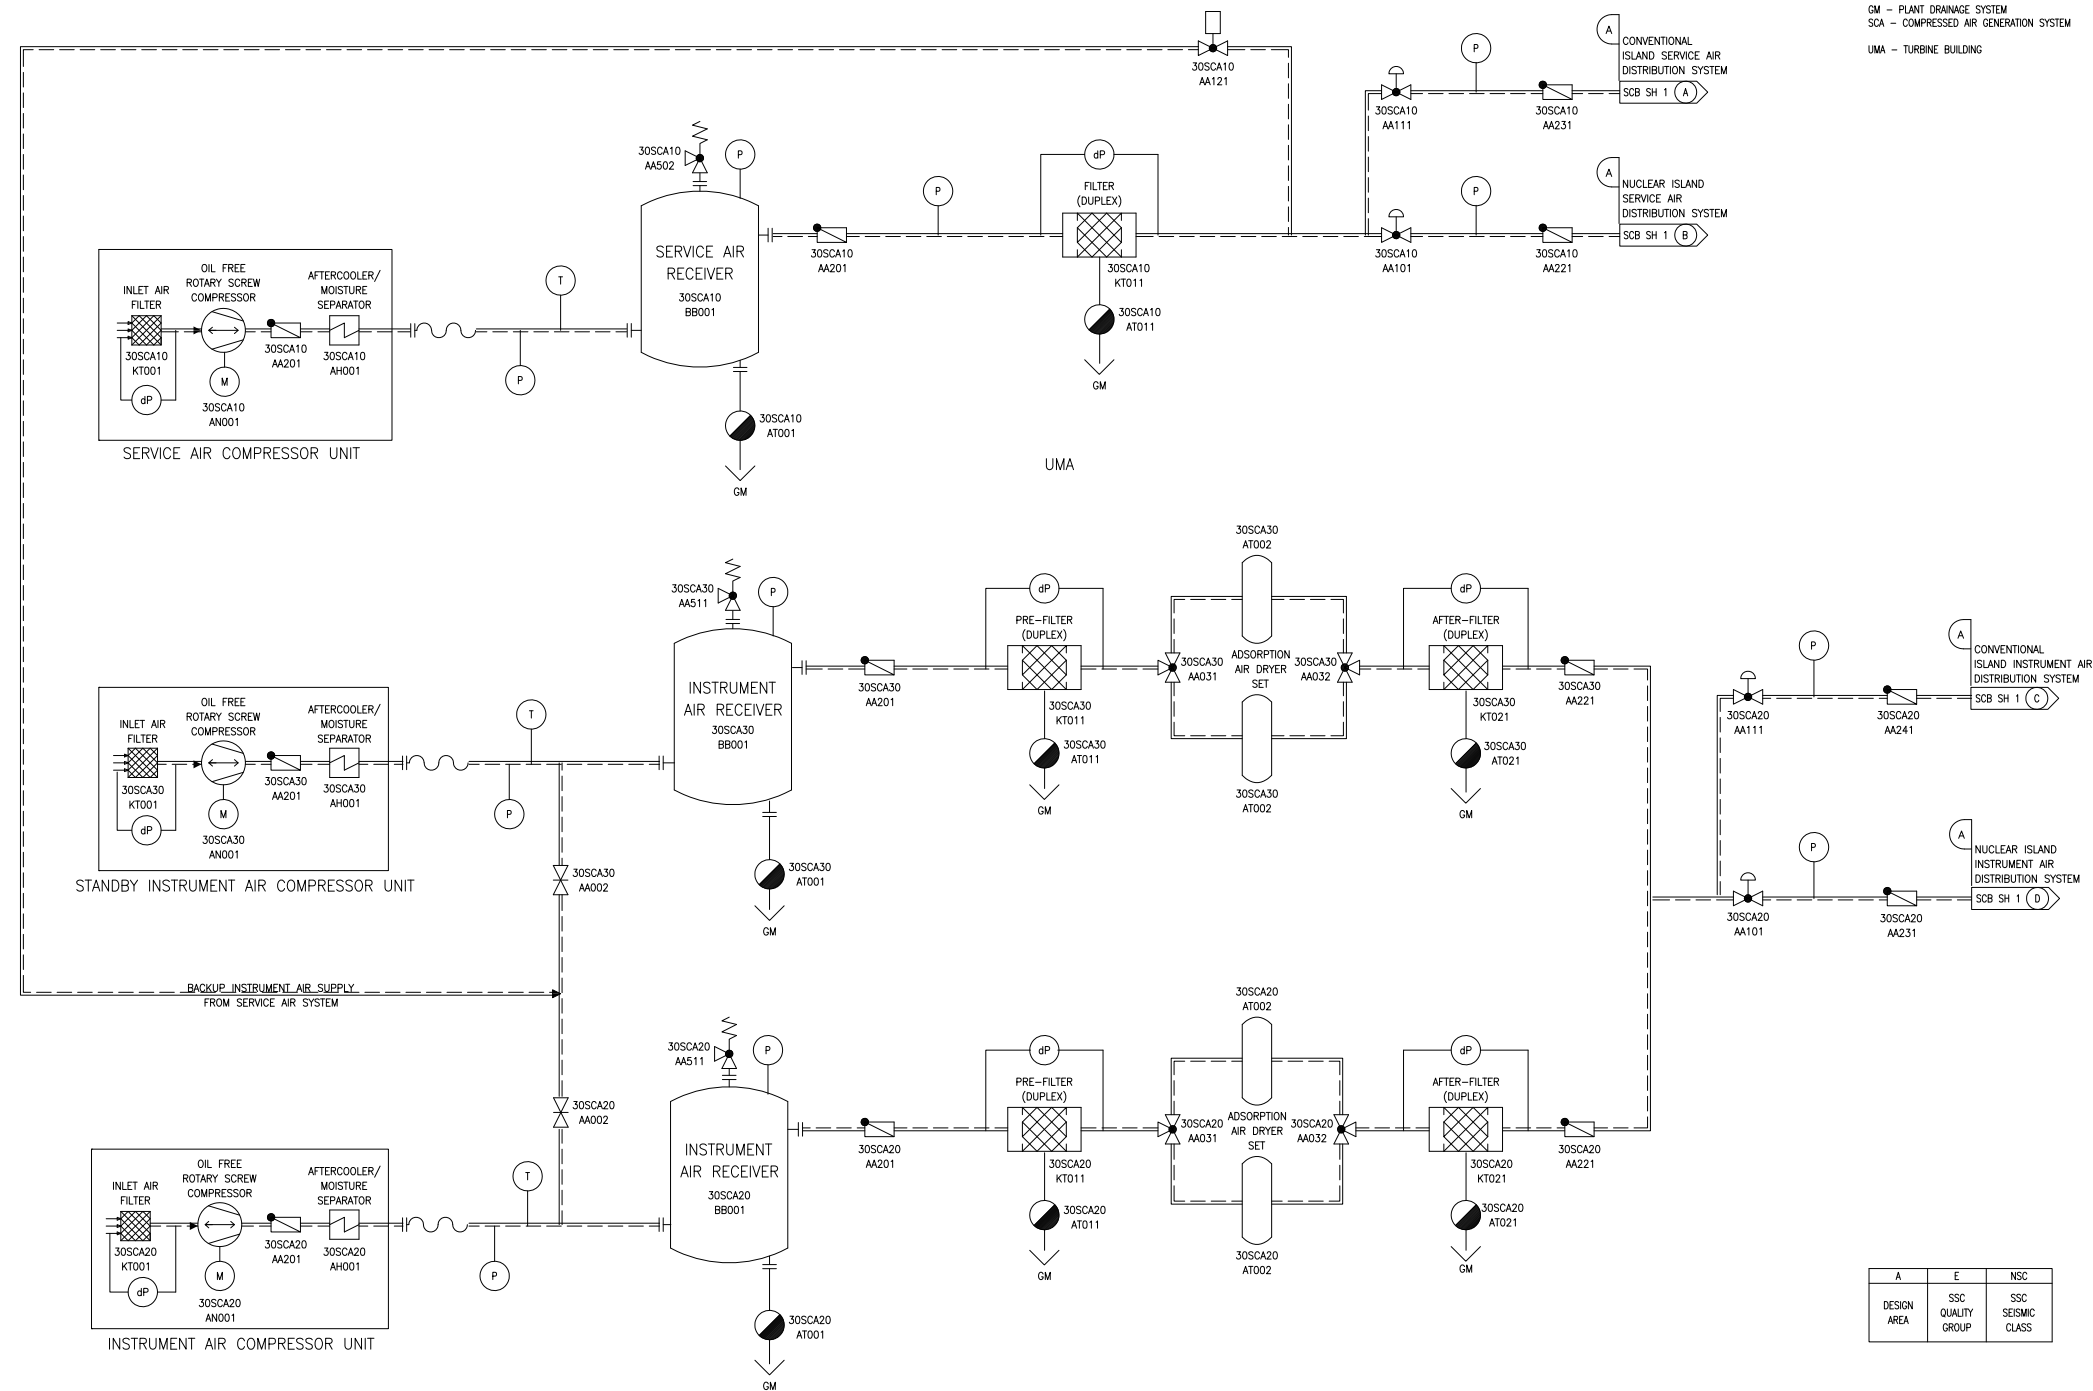 GM – PLANT DRAINAGE SYSTEM
SCA – COMPRESSED AIR GENERATION SYSTEM
UMA – TURBINE BUILDING
30SCA10
AA121
P
30SCA10
AA111
30SCA10
AA231
A
CONVENTIONAL
ISLAND SERVICE AIR
DISTRIBUTION SYSTEM
SCB SH 1 A
30SCA10
AA502
P
SERVICE AIR
RECEIVER
30SCA10
BB001
30SCA10
AA201
P
dP
FILTER
(DUPLEX)
30SCA10
KT011
30SCA10
AT011
GM
P
30SCA10
AA101
30SCA10
AA221
A
NUCLEAR ISLAND
SERVICE AIR
DISTRIBUTION SYSTEM
SCB SH 1 B
INLET AIR
FILTER
OIL FREE
ROTARY SCREW
COMPRESSOR
AFTERCOOLER/
MOISTURE
SEPARATOR
30SCA10
KT001
dP
M
30SCA10
AN001
30SCA10
AA201
30SCA10
AH001
SERVICE AIR COMPRESSOR UNIT
T
P
30SCA10
AT001
GM
UMA
INLET AIR
FILTER
OIL FREE
ROTARY SCREW
COMPRESSOR
AFTERCOOLER/
MOISTURE
SEPARATOR
30SCA30
KT001
dP
M
30SCA30
AN001
30SCA30
AA201
30SCA30
AH001
STANDBY INSTRUMENT AIR COMPRESSOR UNIT
T
P
30SCA30
AA002
30SCA30
AA511
P
INSTRUMENT
AIR RECEIVER
30SCA30
BB001
30SCA30
AT001
GM
30SCA30
AA201
dP
PRE–FILTER
(DUPLEX)
30SCA30
KT011
30SCA30
AT011
GM
30SCA30
AT002
30SCA30
AA031
ADSORPTION
AIR DRYER
SET
30SCA30
AA032
30SCA30
AT002
dP
AFTER–FILTER
(DUPLEX)
30SCA30
KT021
30SCA30
AT021
GM
30SCA30
AA221
30SCA20
AA111
P
30SCA20
AA241
A
CONVENTIONAL
ISLAND INSTRUMENT AIR
DISTRIBUTION SYSTEM
SCB SH 1 C
30SCA20
AA101
P
30SCA20
AA231
A
NUCLEAR ISLAND
INSTRUMENT AIR
DISTRIBUTION SYSTEM
SCB SH 1 D
BACKUP INSTRUMENT AIR SUPPLY
FROM SERVICE AIR SYSTEM
30SCA20
AA002
INLET AIR
FILTER
OIL FREE
ROTARY SCREW
COMPRESSOR
AFTERCOOLER/
MOISTURE
SEPARATOR
30SCA20
KT001
dP
M
30SCA20
AN001
30SCA20
AA201
30SCA20
AH001
INSTRUMENT AIR COMPRESSOR UNIT
T
P
30SCA20
AA511
P
INSTRUMENT
AIR RECEIVER
30SCA20
BB001
30SCA20
AT001
GM
30SCA20
AA201
dP
PRE–FILTER
(DUPLEX)
30SCA20
KT011
30SCA20
AT011
GM
30SCA20
AT002
30SCA20
AA031
ADSORPTION
AIR DRYER
SET
30SCA20
AA032
30SCA20
AT002
dP
AFTER–FILTER
(DUPLEX)
30SCA20
KT021
30SCA20
AT021
GM
30SCA20
AA221
A E NSC
DESIGN
AREA
SSC
QUALITY
GROUP
SSC
SEISMIC
CLASS